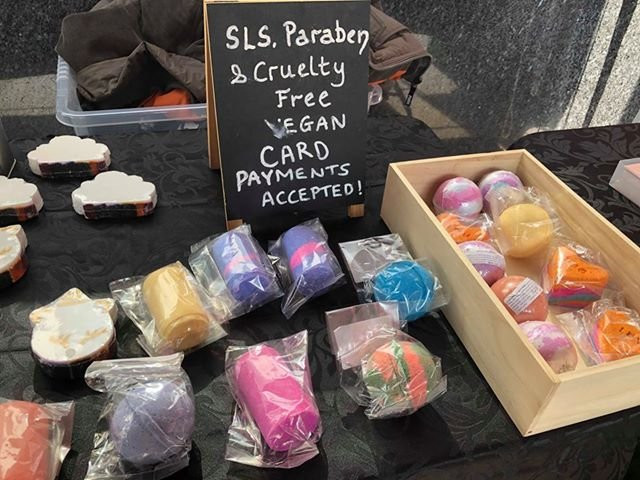 SLS, Paraben
& Cruelty
Free
VEGAN
CARD
PAYMENTS
ACCEPTED!